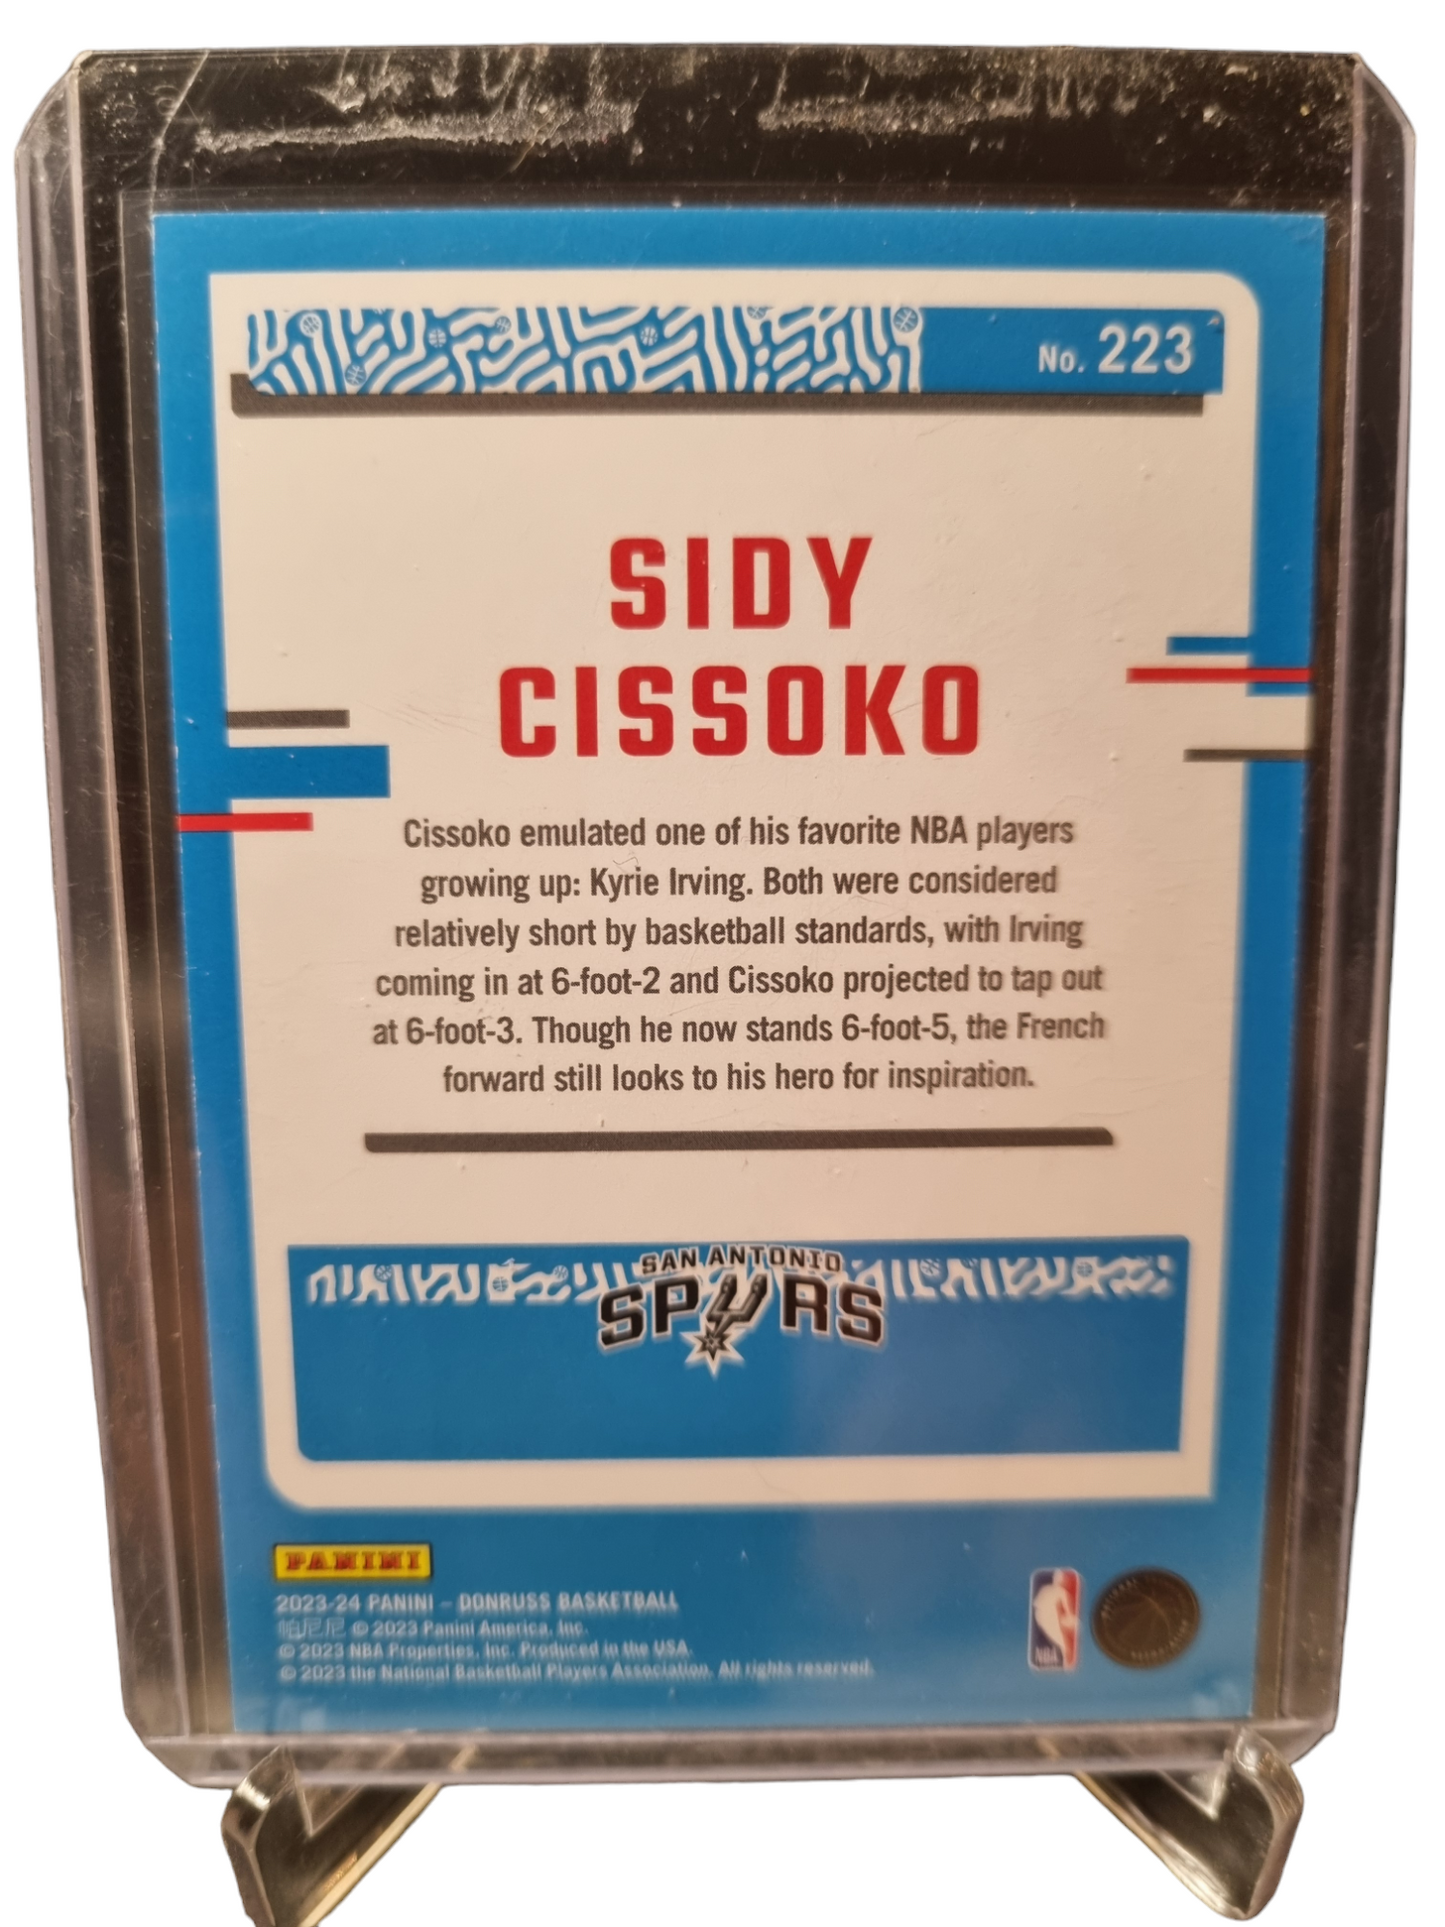 No. 223
SIDY
CISSOKO
Cissoko emulated one of his favorite NBA players
growing up: Kyrie Irving. Both were considered
relatively short by basketball standards, with Irving
coming in at 6-foot-2 and Cissoko projected to tap out
at 6-foot-3. Though he now stands 6-foot-5, the French
forward still looks to his hero for inspiration.
SAN ANTONIO
SPURS
PANINI
2023-24 PANINI – DONRUSS BASKETBALL
帕尼尼 © 2023 Panini America, Inc.
© 2023 NBA Properties, Inc. Produced in the USA.
© 2023 the National Basketball Players Association. All rights reserved.
NBA